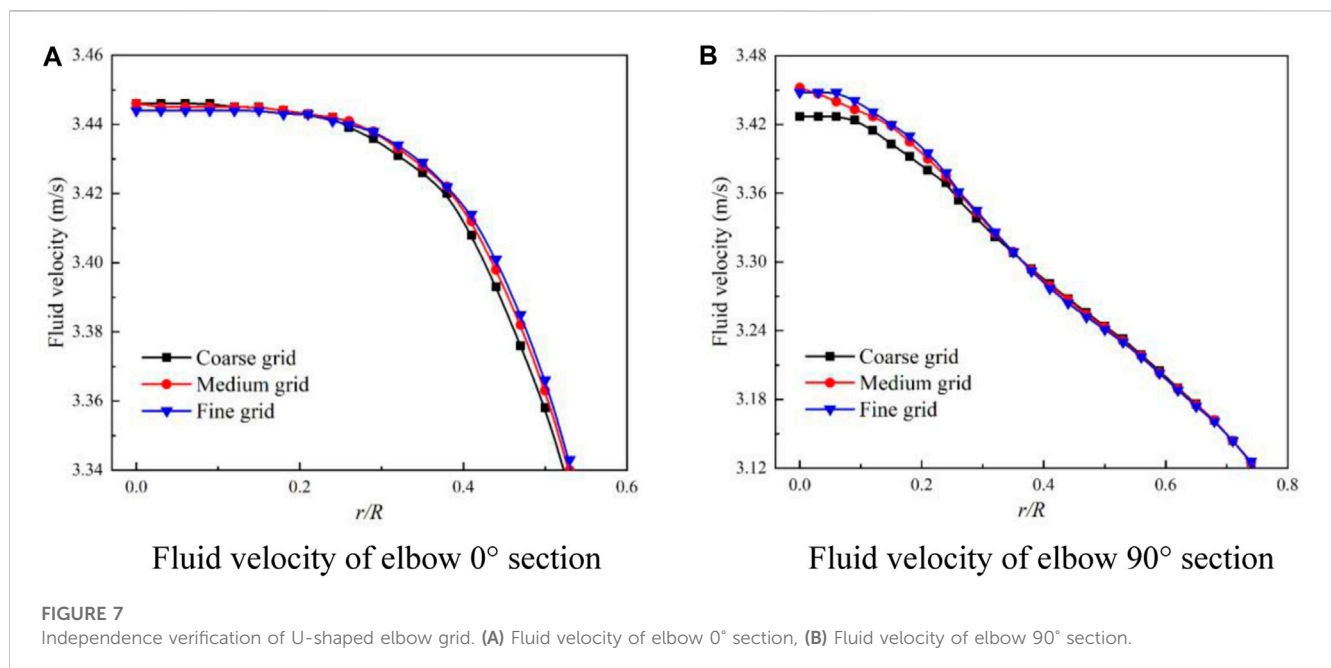 A
3.46
3.44
3.42
3.40
3.38
3.36
3.34
Fluid velocity (m/s)
Coarse grid
Medium grid
Fine grid
0.0 0.2 0.4 0.6
r/R
Fluid velocity of elbow 0° section
B
3.48
3.42
3.36
3.30
3.24
3.18
3.12
Fluid velocity (m/s)
Coarse grid
Medium grid
Fine grid
0.0 0.2 0.4 0.6 0.8
r/R
Fluid velocity of elbow 90° section
FIGURE 7
Independence verification of U-shaped elbow grid. (A) Fluid velocity of elbow 0° section, (B) Fluid velocity of elbow 90° section.